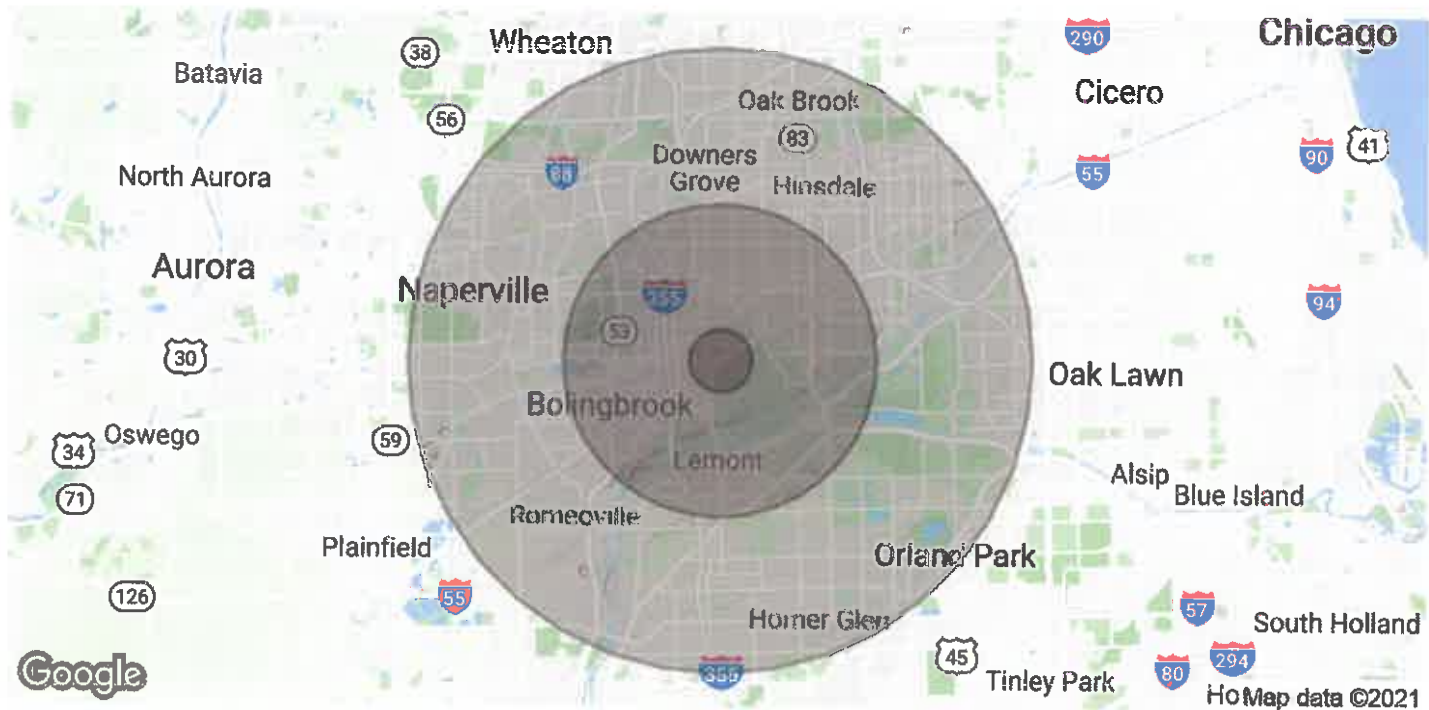 Wheaton
38
290
Chicago
Batavia
Oak Brook
Cicero
56
83
41
90
Downers
Grove
55
North Aurora
88
Hinsdale
Aurora
Naperville
355
94
53
30
Oak Lawn
Bolingbrook
Oswego
59
34
Lemont
Alsip
Blue Island
71
Romeoville
Plainfield
Orland Park
126
55
57
Homer Glen
South Holland
45
294
Google
355
Tinley Park
80
Ho
Map data ©2021